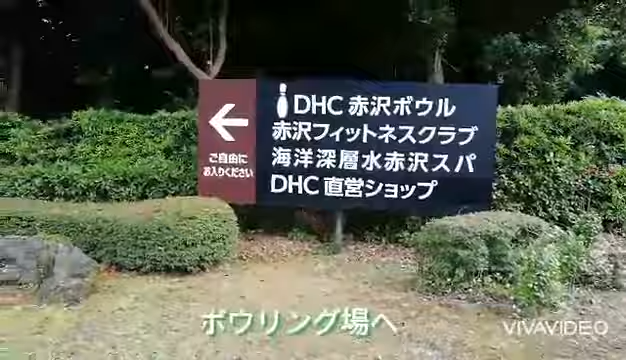 DHC 赤沢ボウル
赤沢フィットネスクラブ
海洋深層水赤沢スパ
DHC 直営ショップ
ご自由に
お入りください
ボウリング場へ
VIVAVIDEO